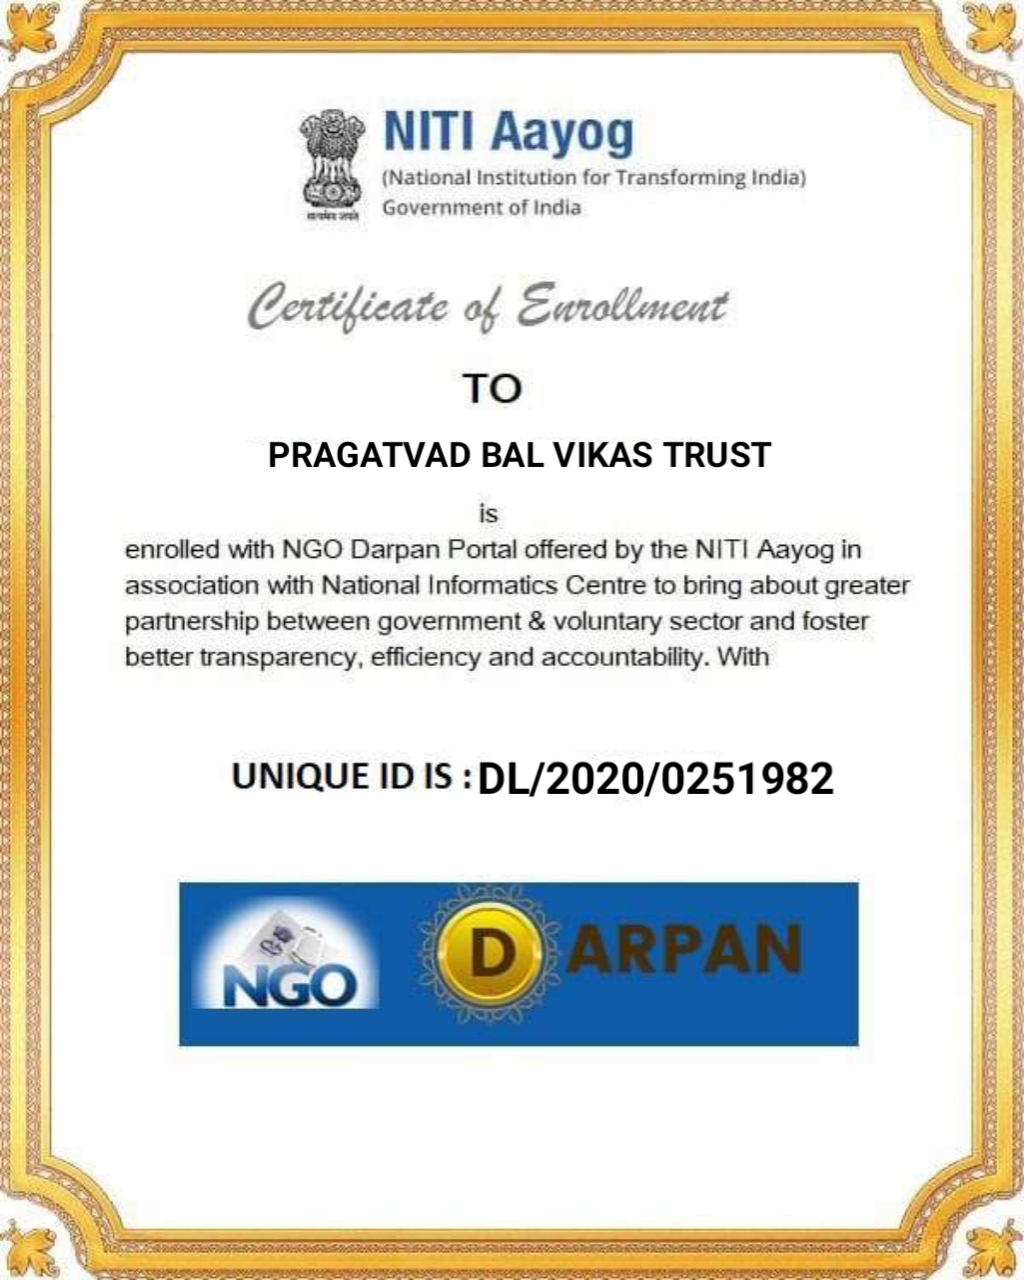 NITI Aayog
(National Institution for Transforming India)
Government of India
सत्यमेव जयते
Certificate of Enrollment
TO
PRAGATVAD BAL VIKAS TRUST
is
enrolled with NGO Darpan Portal offered by the NITI Aayog in
association with National Informatics Centre to bring about greater
partnership between government & voluntary sector and foster
better transparency, efficiency and accountability. With
UNIQUE ID IS : DL/2020/0251982
NGO DARPAN